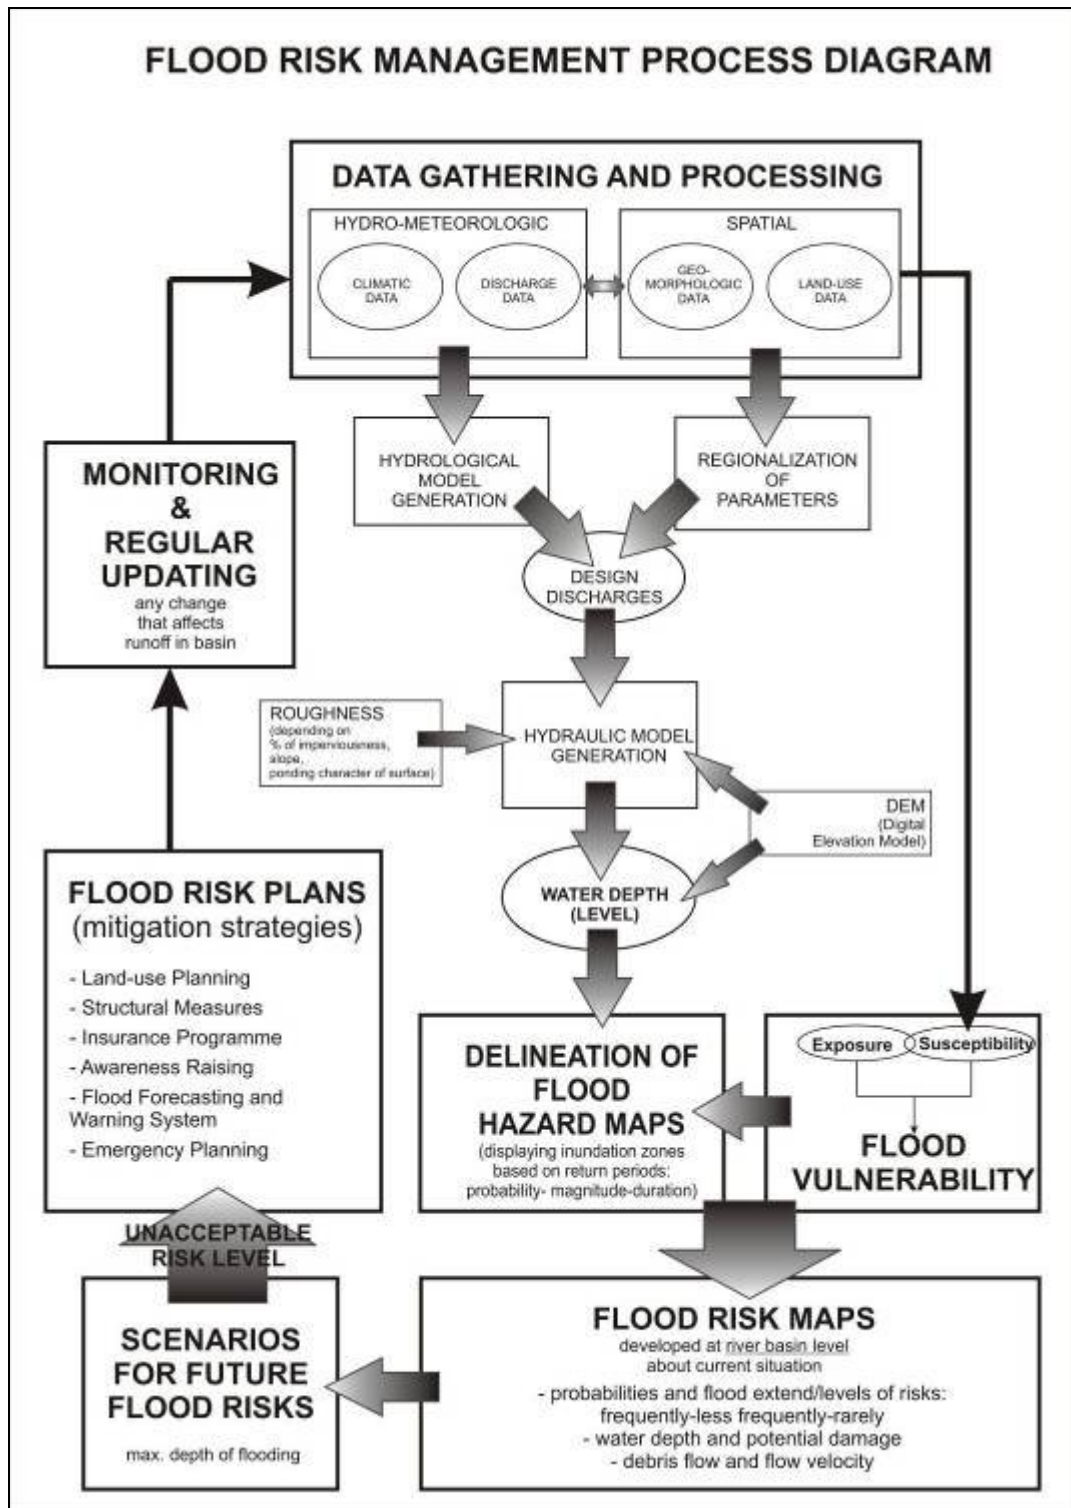 FLOOD RISK MANAGEMENT PROCESS DIAGRAM
DATA GATHERING AND PROCESSING
HYDRO-METEOROLOGIC
CLIMATIC
DATA
DISCHARGE
DATA
SPATIAL
GEO-
MORPHOLOGIC
DATA
LAND-USE
DATA
HYDROLOGICAL
MODEL
GENERATION
REGIONALIZATION
OF
PARAMETERS
MONITORING
&
REGULAR
UPDATING
any change
that affects
runoff in basin
DESIGN
DISCHARGES
ROUGHNESS
(depending on
% of imperviousness,
slope,
ponding character of surface)
HYDRAULIC MODEL
GENERATION
DEM
(Digital
Elevation Model)
WATER DEPTH
(LEVEL)
FLOOD RISK PLANS
(mitigation strategies)
- Land-use Planning
- Structural Measures
- Insurance Programme
- Awareness Raising
- Flood Forecasting and
Warning System
- Emergency Planning
DELINEATION OF
FLOOD
HAZARD MAPS
(displaying inundation zones
based on return periods:
probability- magnitude-duration)
Exposure
Susceptibility
FLOOD
VULNERABILITY
UNACCEPTABLE
RISK LEVEL
SCENARIOS
FOR FUTURE
FLOOD RISKS
max. depth of flooding
FLOOD RISK MAPS
developed at river basin level
about current situation
- probabilities and flood extend/levels of risks:
frequently-less frequently-rarely
- water depth and potential damage
- debris flow and flow velocity